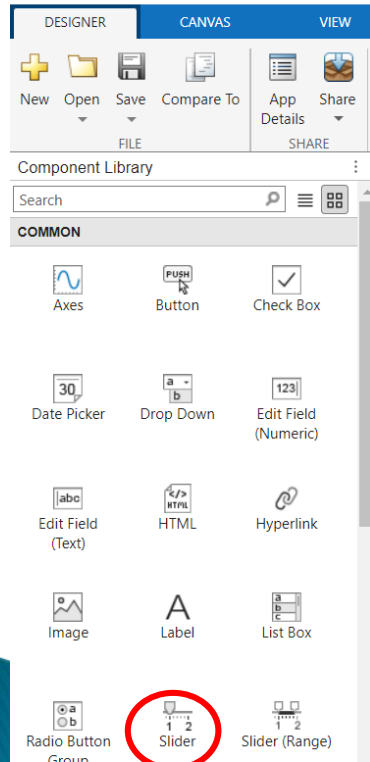 DESIGNER CANVAS VIEW
New Open Save Compare To App Details Share
FILE SHARE
Component Library
Search
COMMON
PUSH
Axes Button Check Box
30 a b 123
Date Picker Drop Down Edit Field (Numeric)
abc </> HTML
Edit Field (Text) HTML Hyperlink
A a b c
Image Label List Box
a b 1 2 1 2
Radio Button Group Slider Slider (Range)